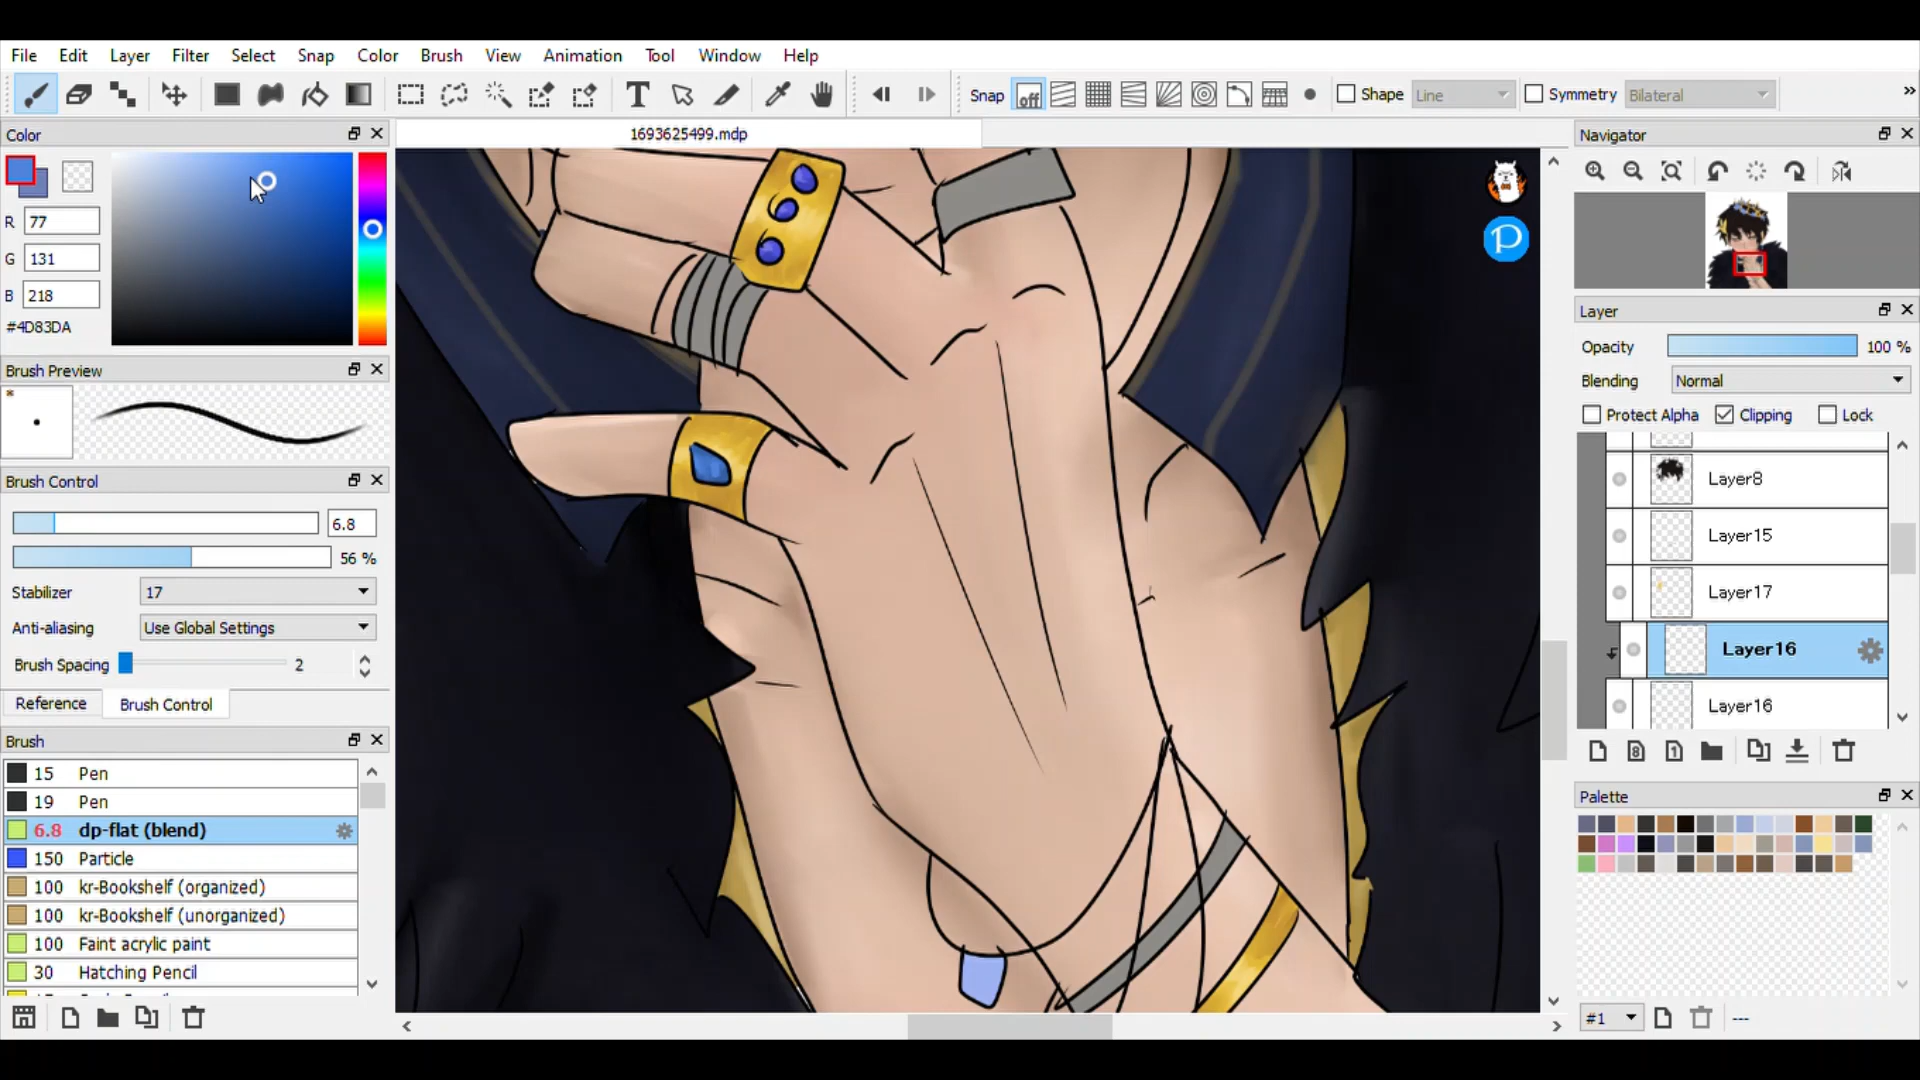 File Edit Layer Filter Select Snap Color Brush View Animation Tool Window Help
T Snap off Shape Line Symmetry Bilateral »
Color
1693625499.mdp
Navigator
R 77
G 131
B 218
#4D83DA
P
Layer
Opacity 100 %
Blending Normal
Protect Alpha Clipping Lock
Layer8
Layer15
Layer17
Layer16
Layer16
8 1
Brush Preview
Brush Control
6.8
56 %
Stabilizer 17
Anti-aliasing Use Global Settings
Brush Spacing 2
Reference Brush Control
Brush
15 Pen
19 Pen
6.8 dp-flat (blend)
150 Particle
100 kr-Bookshelf (organized)
100 kr-Bookshelf (unorganized)
100 Faint acrylic paint
30 Hatching Pencil
Palette
#1 ---